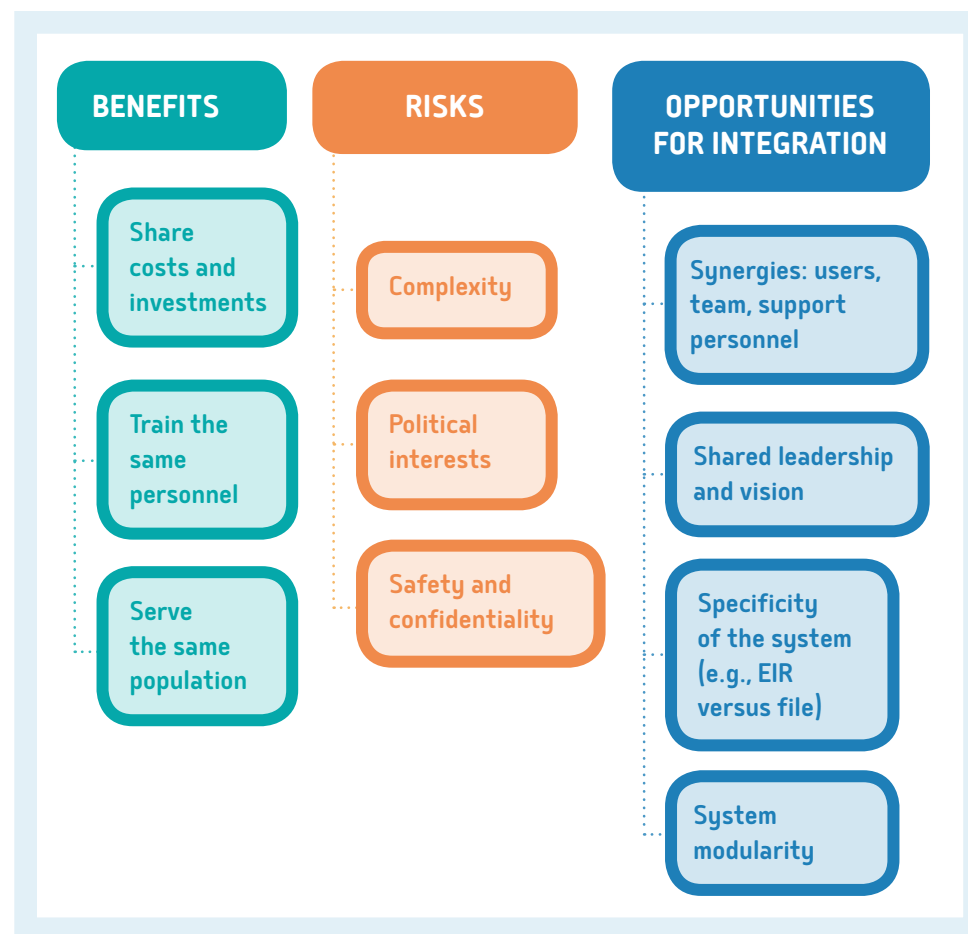 BENEFITS
Share
costs and
investments
Train the
same
personnel
Serve
the same
population
RISKS
Complexity
Political
interests
Safety and
confidentiality
OPPORTUNITIES
FOR INTEGRATION
Synergies: users,
team, support
personnel
Shared leadership
and vision
Specificity
of the system
(e.g., EIR
versus file)
System
modularity